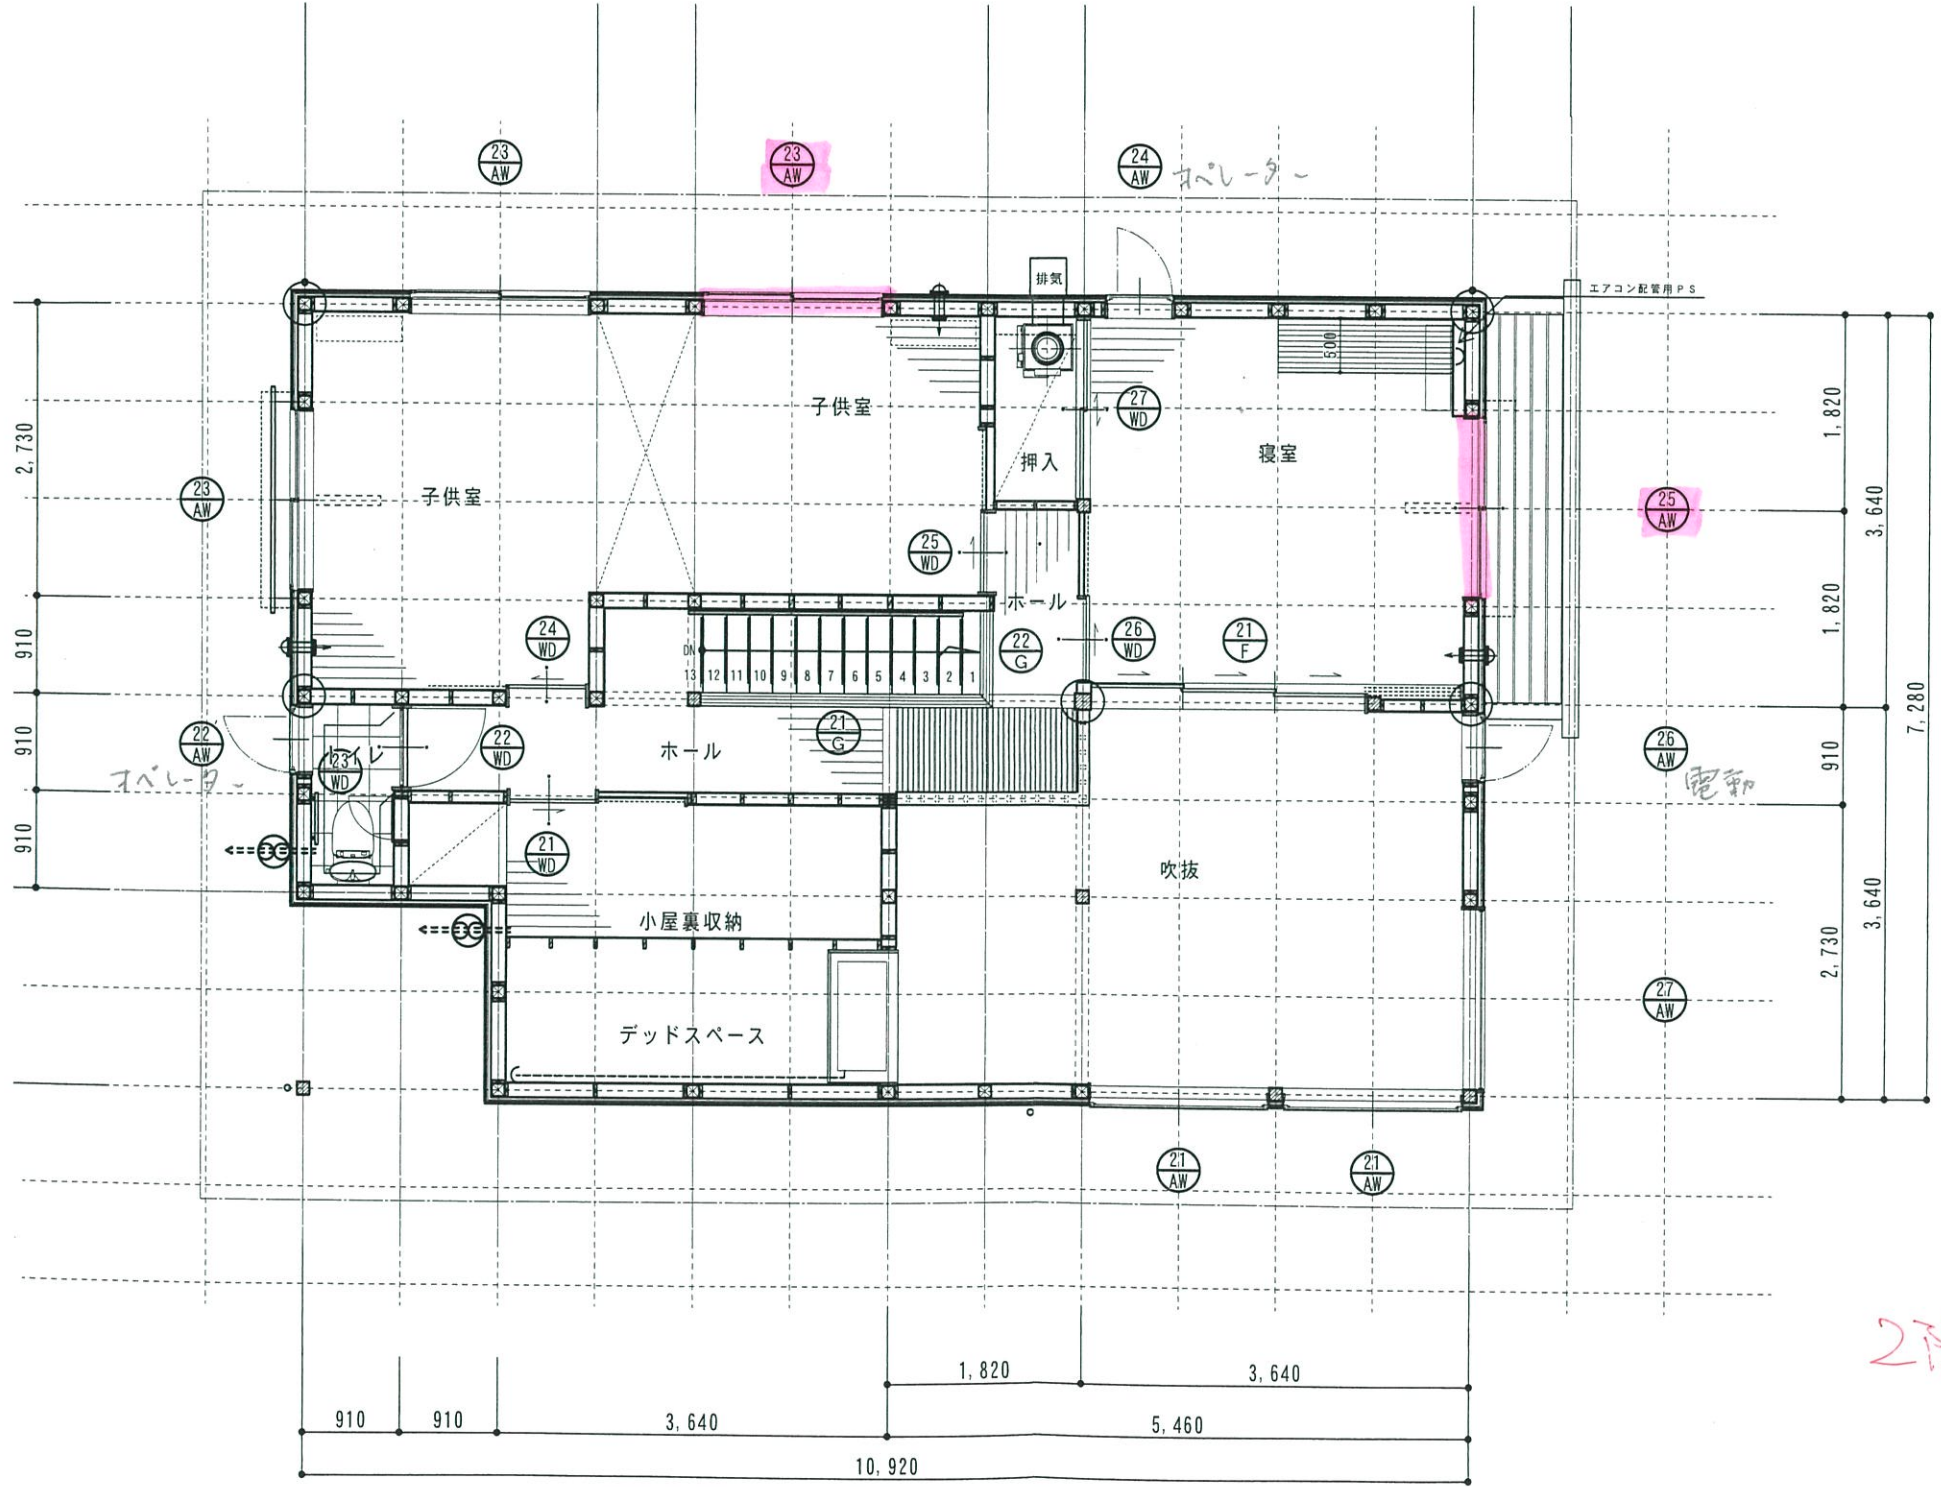 23
AW
23
AW
24
AW
オペレーター
排気
エアコン配管用PS
500
子供室
27
WD
1,820
2,730
押入
寝室
23
AW
子供室
25
AW
3,640
25
WD
ホール
1,820
910
24
WD
22
G
26
WD
21
F
DN
13 12 11 10 9 8 7 6 5 4 3 2 1
7,280
22
AW
トイレ
23
WD
22
WD
ホール
21
G
26
AW
910
910
オペレーター
電動
910
21
WD
吹抜
小屋裏収納
3,640
2,730
27
AW
デッドスペース
21
AW
21
AW
1,820
3,640
910
910
3,640
5,460
10,920